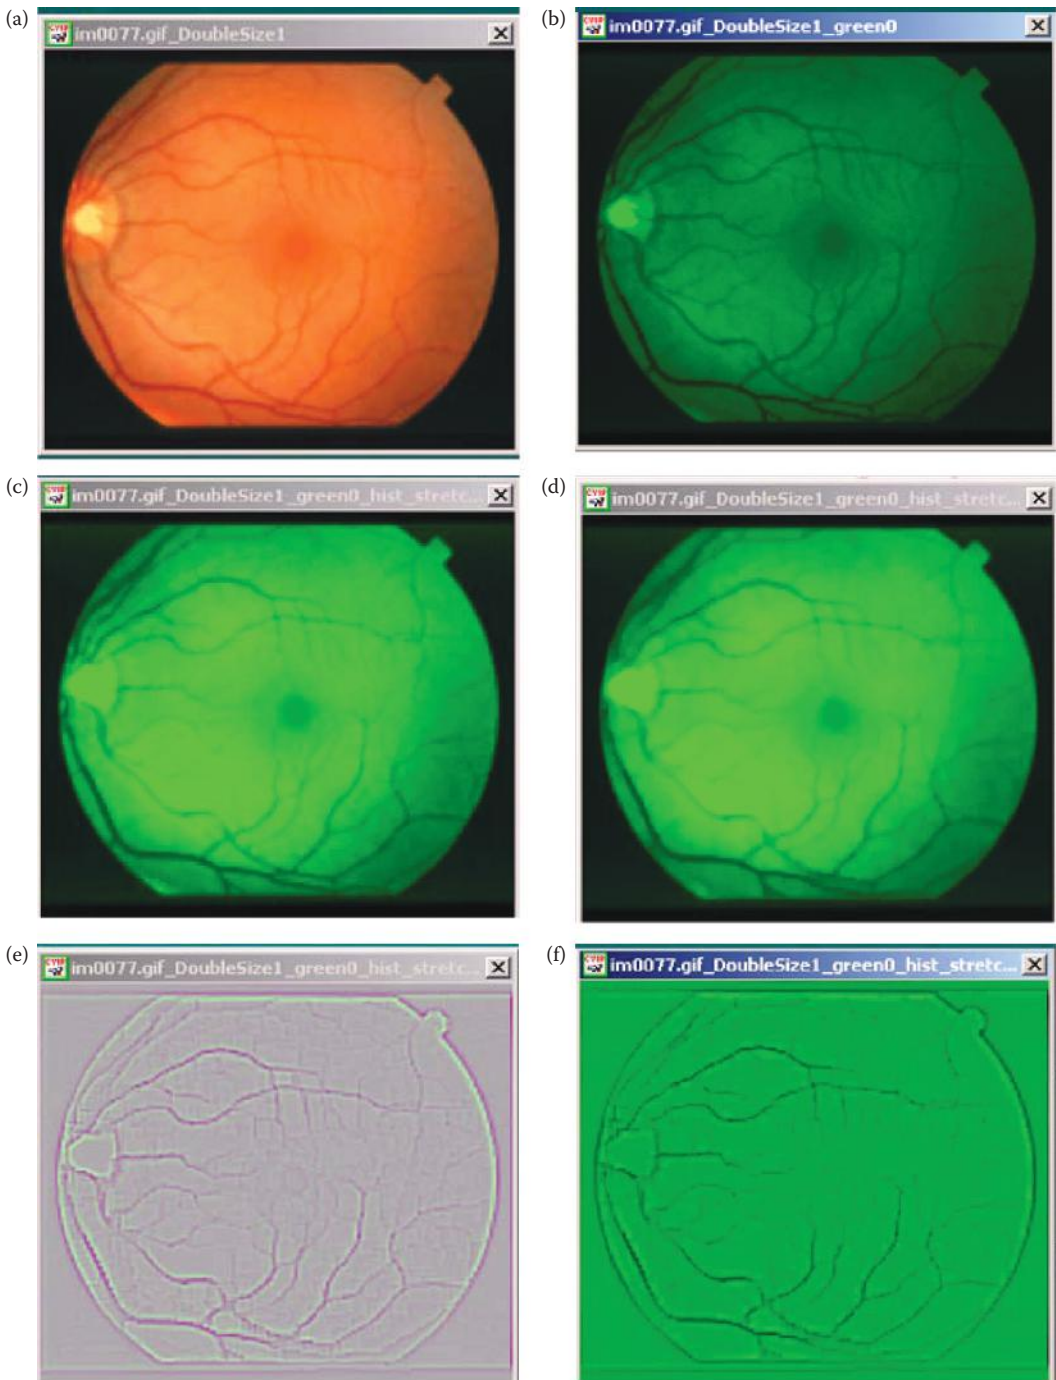 (a)
im0077.gif_DoubleSize1
(b)
im0077.gif_DoubleSize1_green0
(c)
im0077.gif_DoubleSize1_green0_hist_stretc...
(d)
im0077.gif_DoubleSize1_green0_hist_stretc...
(e)
im0077.gif_DoubleSize1_green0_hist_stretc...
(f)
im0077.gif_DoubleSize1_green0_hist_stretc...